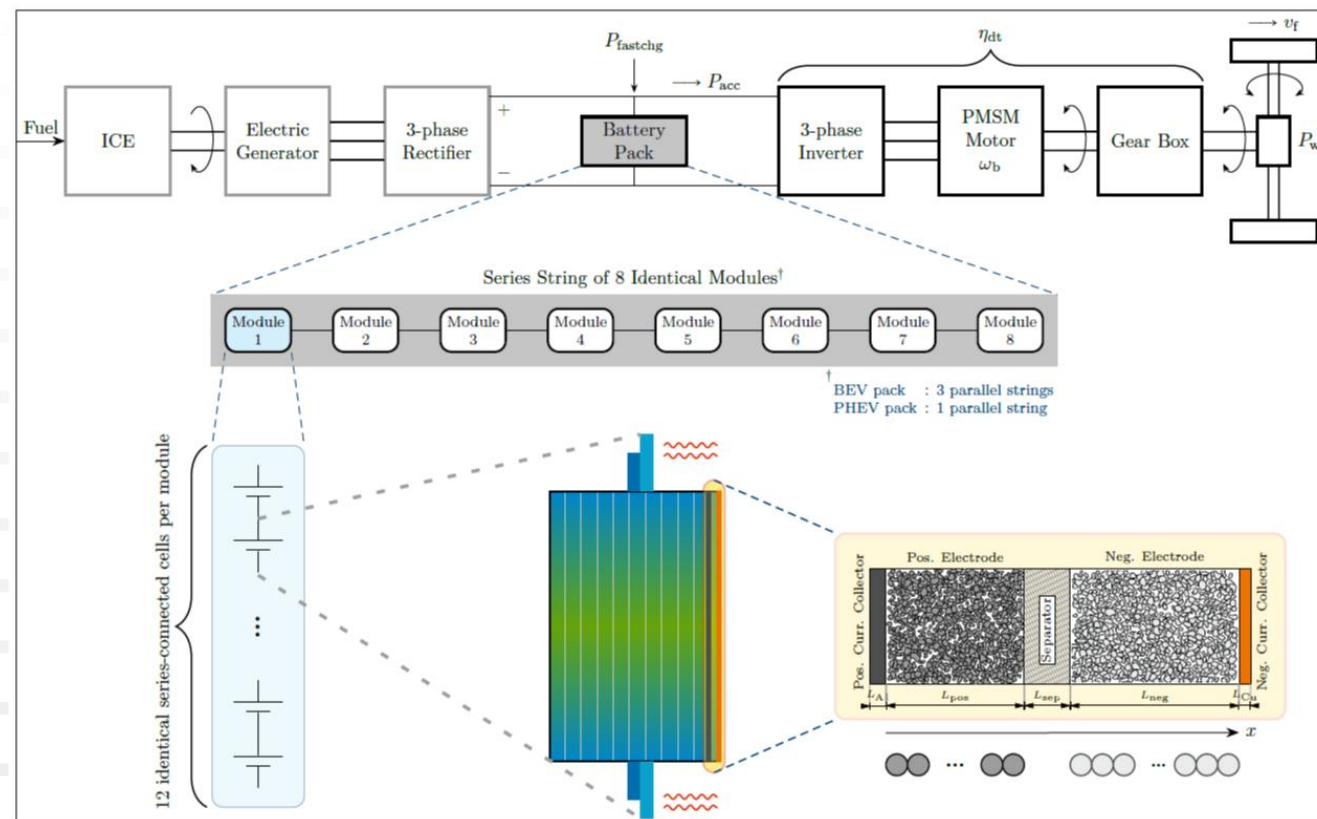 P_fastchg
P_acc
η_dt
v_f
Fuel
ICE
Electric
Generator
3-phase
Rectifier
+
−
Battery
Pack
3-phase
Inverter
PMSM
Motor
ω_b
Gear Box
P_w
Series String of 8 Identical Modules†
Module
1
Module
2
Module
3
Module
4
Module
5
Module
6
Module
7
Module
8
†
BEV pack : 3 parallel strings
PHEV pack : 1 parallel string
12 identical series-connected cells per module
...
Pos. Electrode
Neg. Electrode
Pos. Curr. Collector
Separator
Neg. Curr. Collector
L_Al
L_pos
L_sep
L_neg
L_Cu
x
...
...